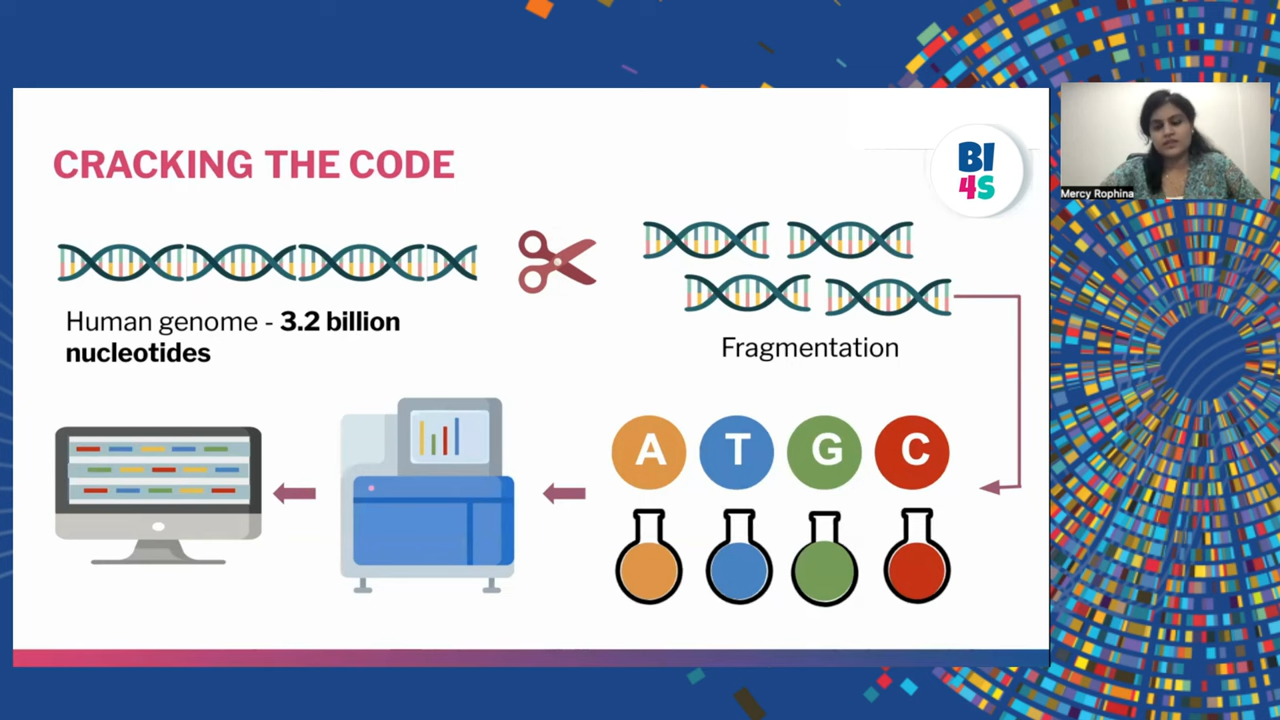 CRACKING THE CODE
BI
4S
Mercy Rophina
Human genome - 3.2 billion
nucleotides
Fragmentation
A T G C